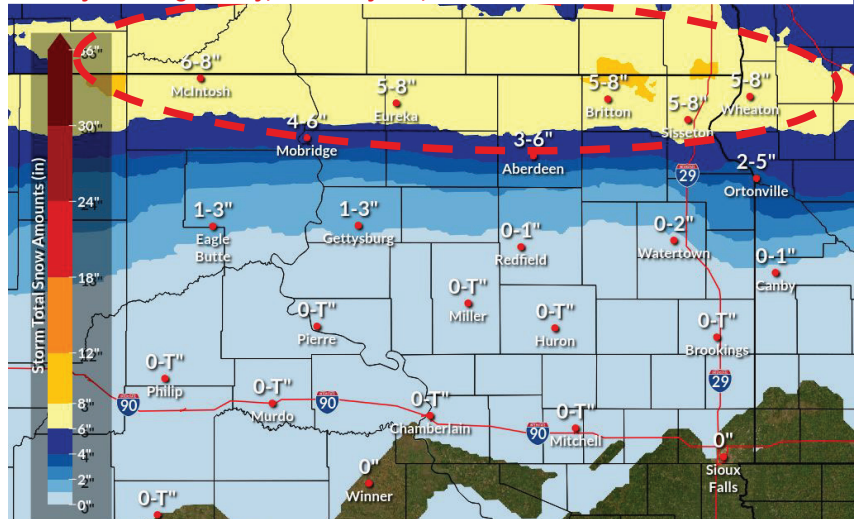 36"
30"
24"
18"
12"
8"
6"
4"
2"
0"
Storm Total Snow Amounts (in)
6-8"
McIntosh
5-8"
Eureka
5-8"
Britton
5-8"
Sisseton
5-8"
Wheaton
4-6"
Mobridge
3-6"
Aberdeen
29
2-5"
Ortonville
1-3"
Eagle
Butte
1-3"
Gettysburg
0-1"
Redfield
0-2"
Watertown
0-1"
Canby
0-T"
Pierre
0-T"
Miller
0-T"
Huron
0-T"
Brookings
0-T"
Philip
90
0-T"
Murdo
90
0-T"
Chamberlain
90
0-T"
Mitchell
29
0"
Sioux
Falls
0"
Winner
0-T"